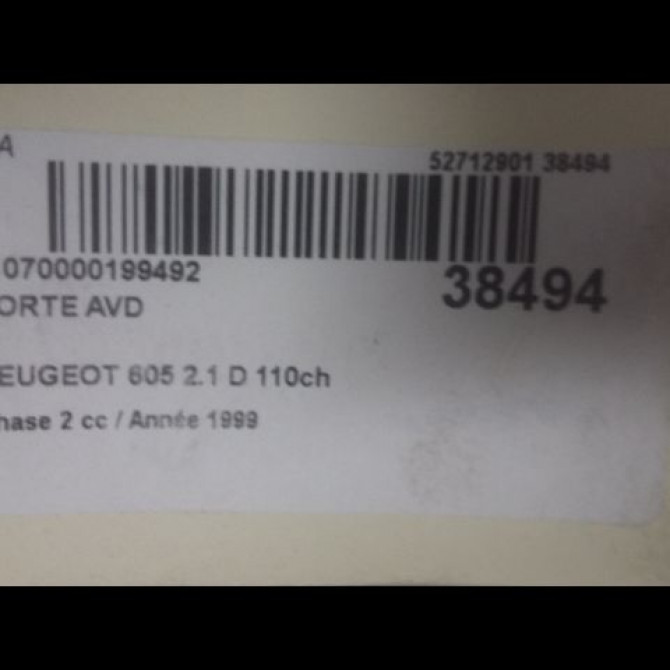 A
52712901 38494
070000199492
38494
ORTE AVD
EUGEOT 605 2.1 D 110ch
hase 2 cc / Année 1999